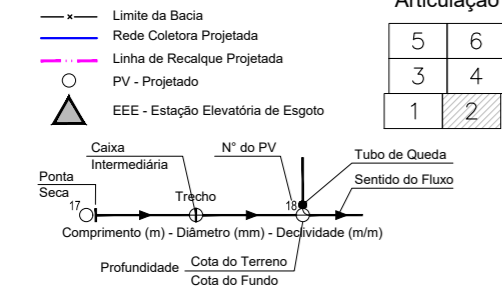 Articulação
Limite da Bacia
Rede Coletora Projetada
Linha de Recalque Projetada
PV - Projetado
EEE - Estação Elevatória de Esgoto
5 6
3 4
1 2
Caixa
Intermediária
N° do PV
Tubo de Queda
Ponta
Seca
Sentido do Fluxo
17
Trecho
18
Comprimento (m) - Diâmetro (mm) - Declividade (m/m)
Profundidade
Cota do Terreno
Cota do Fundo